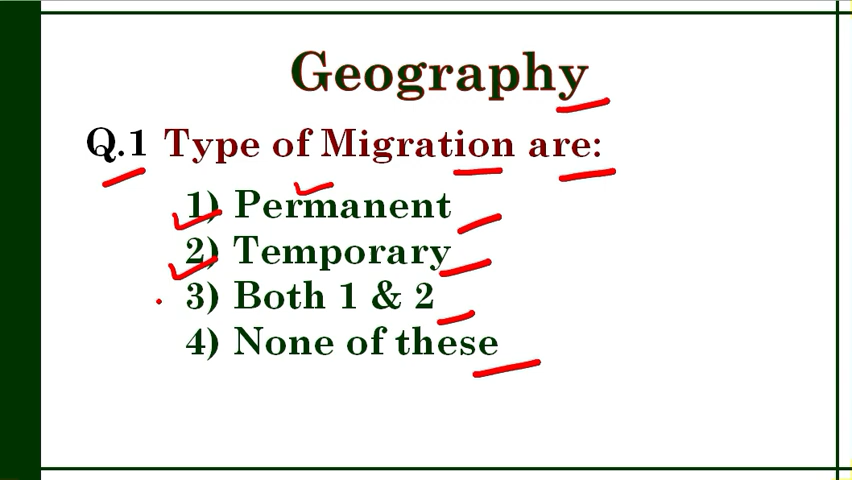 Geography
Q.1 Type of Migration are:
1) Permanent
2) Temporary
3) Both 1 & 2
4) None of these